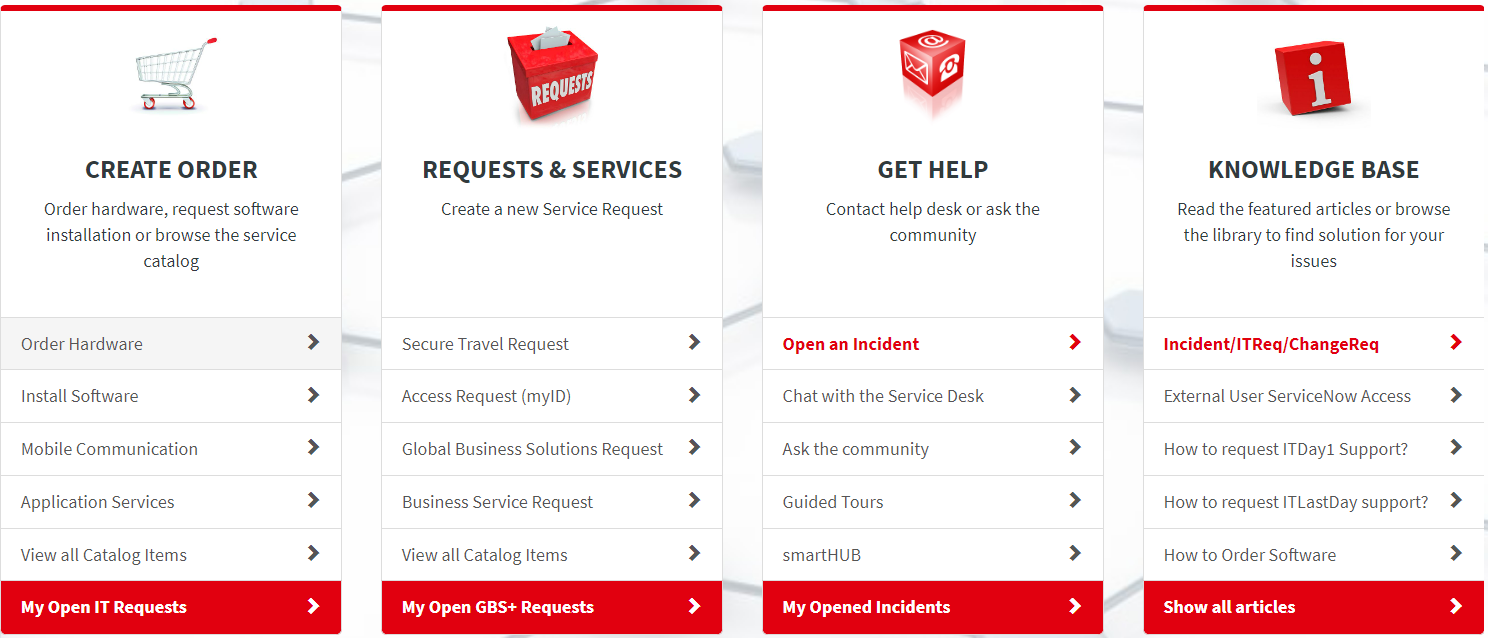 REQUESTS
CREATE ORDER
Order hardware, request software
installation or browse the service
catalog
Order Hardware
Install Software
Mobile Communication
Application Services
View all Catalog Items
My Open IT Requests
REQUESTS & SERVICES
Create a new Service Request
Secure Travel Request
Access Request (myID)
Global Business Solutions Request
Business Service Request
View all Catalog Items
My Open GBS+ Requests
GET HELP
Contact help desk or ask the
community
Open an Incident
Chat with the Service Desk
Ask the community
Guided Tours
smartHUB
My Opened Incidents
KNOWLEDGE BASE
Read the featured articles or browse
the library to find solution for your
issues
Incident/ITReq/ChangeReq
External User ServiceNow Access
How to request ITDay1 Support?
How to request ITLastDay support?
How to Order Software
Show all articles